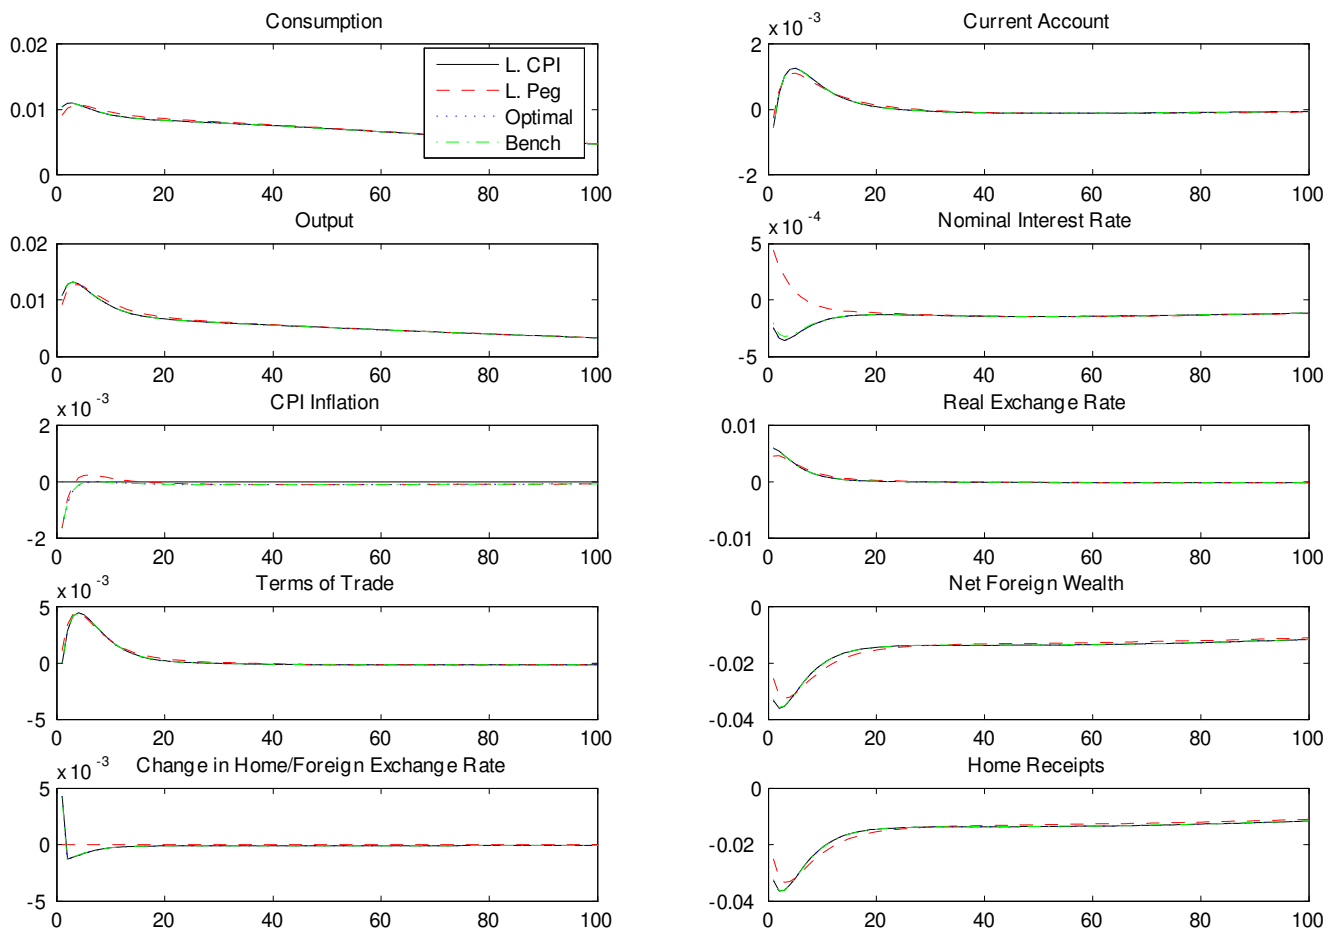 Consumption
0.02
0.01
0
0 20 40 60 80 100
L. CPI
L. Peg
Optimal
Bench
Current Account
x 10 -3
2
0
-2
0 20 40 60 80 100
Output
0.02
0.01
0
0 20 40 60 80 100
Nominal Interest Rate
x 10 -4
5
0
-5
0 20 40 60 80 100
CPI Inflation
x 10 -3
2
0
-2
0 20 40 60 80 100
Real Exchange Rate
0.01
0
-0.01
0 20 40 60 80 100
Terms of Trade
x 10 -3
5
0
-5
0 20 40 60 80 100
Net Foreign Wealth
0
-0.02
-0.04
0 20 40 60 80 100
Change in Home/Foreign Exchange Rate
x 10 -3
5
0
-5
0 20 40 60 80 100
Home Receipts
0
-0.02
-0.04
0 20 40 60 80 100